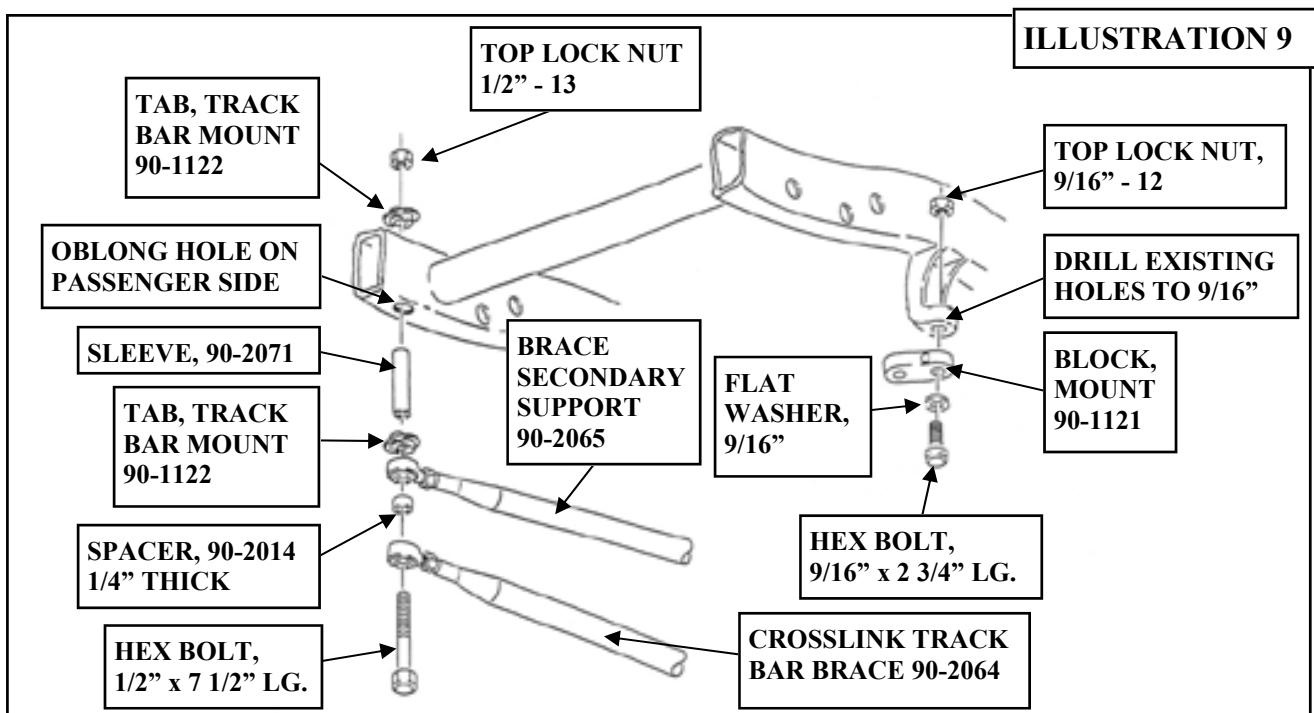 ILLUSTRATION 9
TOP LOCK NUT
1/2” - 13
TAB, TRACK
BAR MOUNT
90-1122
TOP LOCK NUT,
9/16” - 12
OBLONG HOLE ON
PASSENGER SIDE
DRILL EXISTING
HOLES TO 9/16”
SLEEVE, 90-2071
BRACE
SECONDARY
SUPPORT
90-2065
FLAT
WASHER,
9/16”
BLOCK,
MOUNT
90-1121
TAB, TRACK
BAR MOUNT
90-1122
SPACER, 90-2014
1/4” THICK
HEX BOLT,
9/16” x 2 3/4” LG.
HEX BOLT,
1/2” x 7 1/2” LG.
CROSSLINK TRACK
BAR BRACE 90-2064